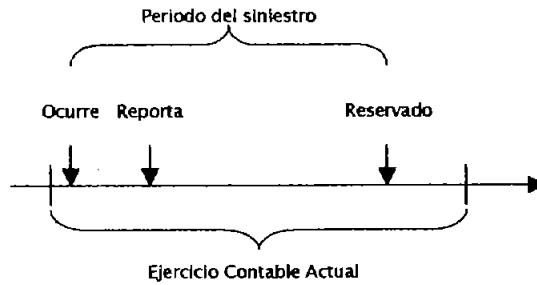 Periodo del siniestro
Ocurre Reporta Reservado
Ejercicio Contable Actual